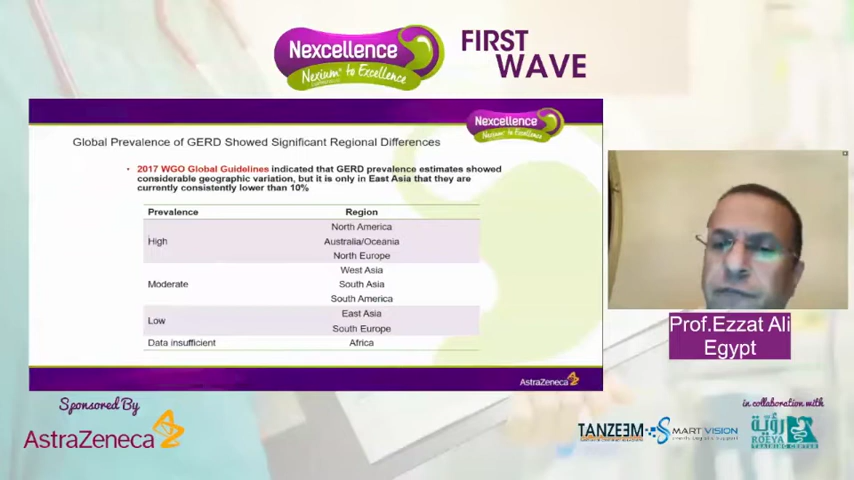 Nexcellence
Nexium® to Excellence
FIRST
WAVE
Nexcellence
Nexium® to Excellence
Global Prevalence of GERD Showed Significant Regional Differences
• 2017 WGO Global Guidelines indicated that GERD prevalence estimates showed
considerable geographic variation, but it is only in East Asia that they are
currently consistently lower than 10%
Prevalence Region
High
North America
Australia/Oceania
North Europe
Moderate
West Asia
South Asia
South America
Low
East Asia
South Europe
Data insufficient Africa
AstraZeneca
Prof.Ezzat Ali
Egypt
Sponsored By
AstraZeneca
TANZEEM
SMART VISION
in collaboration with
رؤية
ROEYA
TRAINING CENTER